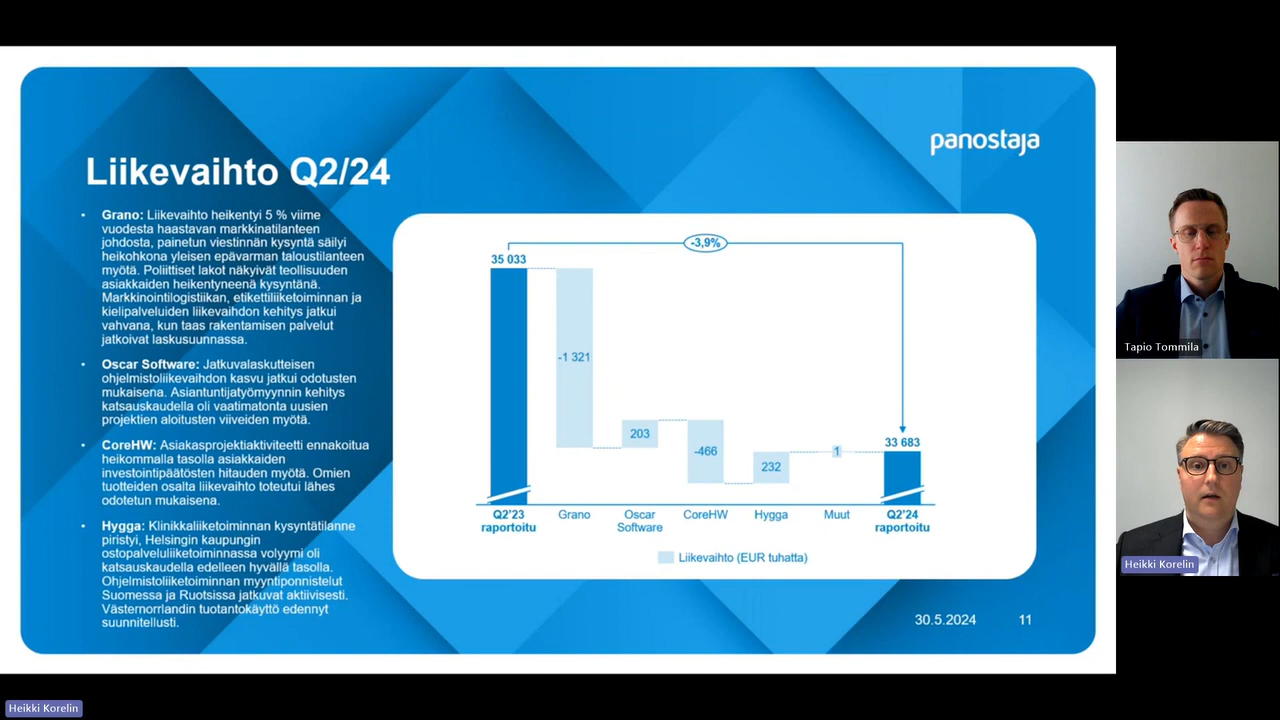 panostaja
Liikevaihto Q2/24
• Grano: Liikevaihto heikentyi 5 % viime
vuodesta haastavan markkinatilanteen
johdosta, painetun viestinnän kysyntä säilyi
heikohkona yleisen epävarman taloustilanteen
myötä. Poliittiset lakot näkyivät teollisuuden
asiakkaiden heikentyneenä kysyntänä.
Markkinointilogistiikan, etikettiliiketoiminnan ja
kielipalveluiden liikevaihdon kehitys jatkui
vahvana, kun taas rakentamisen palvelut
jatkoivat laskusuunnassa.
• Oscar Software: Jatkuvalaskutteisen
ohjelmistoliikevaihdon kasvu jatkui odotusten
mukaisena. Asiantuntijatyömyynnin kehitys
katsauskaudella oli vaatimatonta uusien
projektien aloitusten viiveiden myötä.
• CoreHW: Asiakasprojektiaktiviteetti ennakoitua
heikommalla tasolla asiakkaiden
investointipäätösten hitauden myötä. Omien
tuotteiden osalta liikevaihto toteutui lähes
odotetun mukaisena.
• Hygga: Klinikkaliiketoiminnan kysyntätilanne
piristyi, Helsingin kaupungin
ostopalveluliiketoiminnassa volyymi oli
katsauskaudella edelleen hyvällä tasolla.
Ohjelmistoliiketoiminnan myyntiponnistelut
Suomessa ja Ruotsissa jatkuvat aktiivisesti.
Västernorrlandin tuotantokäyttö edennyt
suunnitellusti.
-3,9%
35 033
-1 321
203
-466
232
1
33 683
Q2'23
raportoitu
Grano
Oscar
Software
CoreHW
Hygga
Muut
Q2'24
raportoitu
Liikevaihto (EUR tuhatta)
30.5.2024
11
Tapio Tommila
Heikki Korelin
Heikki Korelin